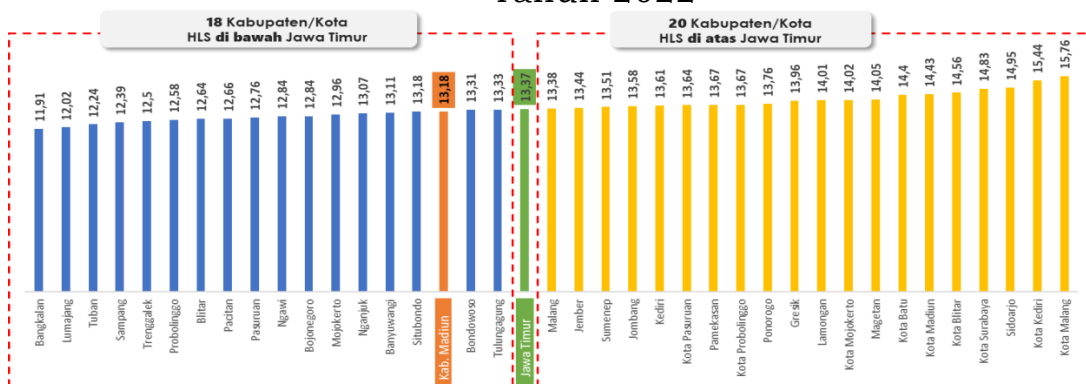 Tahun 2022
18 Kabupaten/Kota
HLS di bawah Jawa Timur
20 Kabupaten/Kota
HLS di atas Jawa Timur
11,91
12,02
12,24
12,39
12,5
12,58
12,64
12,66
12,76
12,84
12,84
12,96
13,07
13,11
13,18
13,18
13,31
13,33
13,37
13,38
13,44
13,51
13,58
13,61
13,64
13,67
13,67
13,76
13,96
14,01
14,02
14,05
14,4
14,43
14,56
14,83
14,95
15,44
15,76
Bangkalan
Lumajang
Tuban
Sampang
Trenggalek
Probolinggo
Blitar
Pacitan
Pasuruan
Ngawi
Bojonegoro
Mojokerto
Nganjuk
Banyuwangi
Situbondo
Kab. Madiun
Bondowoso
Tulungagung
Jawa Timur
Malang
Jember
Sumenep
Jombang
Kediri
Kota Pasuruan
Pamekasan
Kota Probolinggo
Ponorogo
Gresik
Lamongan
Kota Mojokerto
Magetan
Kota Batu
Kota Madiun
Kota Blitar
Kota Surabaya
Sidoarjo
Kota Kediri
Kota Malang